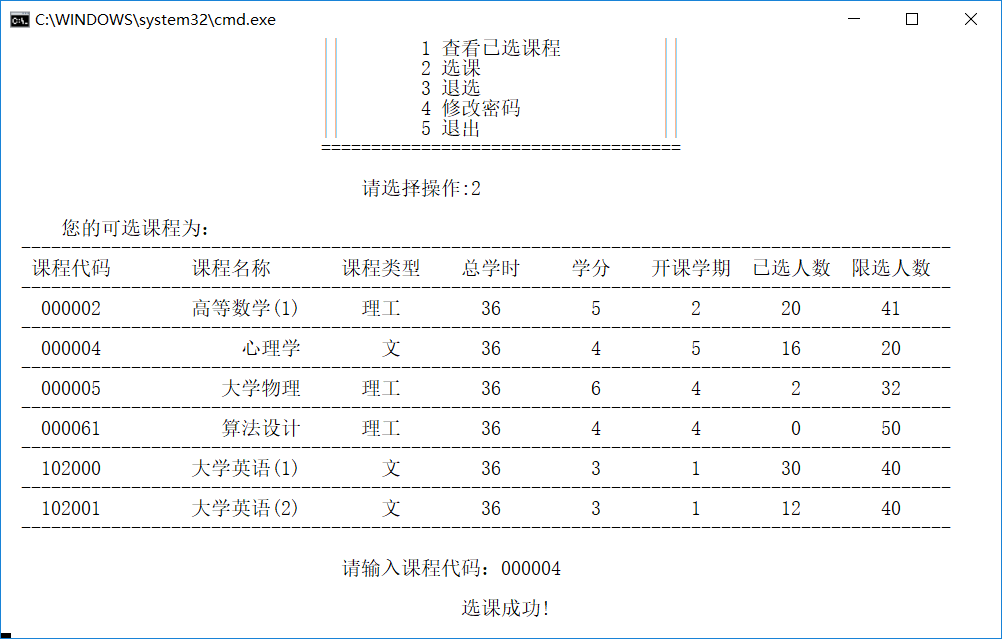 C:\WINDOWS\system32\cmd.exe
1 查看已选课程
2 选课
3 退选
4 修改密码
5 退出
====================================
请选择操作:2
您的可选课程为:
课程代码 课程名称 课程类型 总学时 学分 开课学期 已选人数 限选人数
000002 高等数学(1) 理工 36 5 2 20 41
000004 心理学 文 36 4 5 16 20
000005 大学物理 理工 36 6 4 2 32
000061 算法设计 理工 36 4 4 0 50
102000 大学英语(1) 文 36 3 1 30 40
102001 大学英语(2) 文 36 3 1 12 40
请输入课程代码：000004
选课成功!